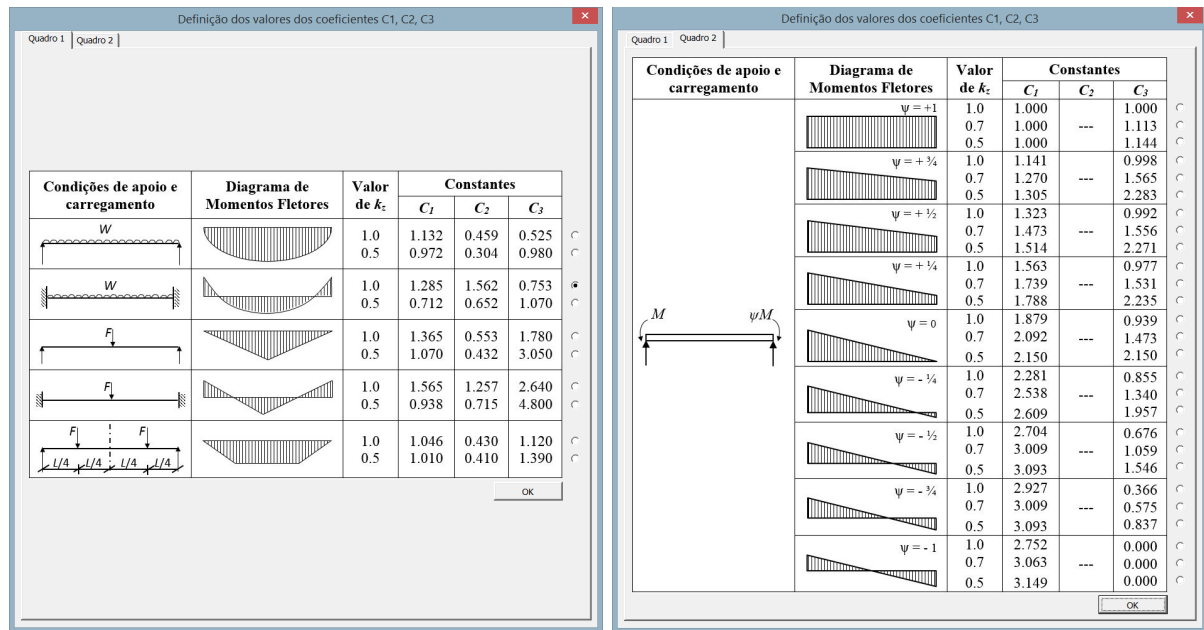 Definição dos valores dos coeficientes C1, C2, C3
Quadro 1 Quadro 2
Condições de apoio e carregamento Diagrama de Momentos Fletores Valor de kz Constantes
C1 C2 C3
W
1.0 1.132 0.459 0.525
0.5 0.972 0.304 0.980
W
1.0 1.285 1.562 0.753
0.5 0.712 0.652 1.070
F
1.0 1.365 0.553 1.780
0.5 1.070 0.432 3.050
F
1.0 1.565 1.257 2.640
0.5 0.938 0.715 4.800
F F
1.0 1.046 0.430 1.120
L/4 L/4 L/4 L/4 0.5 1.010 0.410 1.390
OK
Definição dos valores dos coeficientes C1, C2, C3
Quadro 1 Quadro 2
Condições de apoio e carregamento Diagrama de Momentos Fletores Valor de kz Constantes
C1 C2 C3
M ψM
ψ = +1 1.0 1.000 1.000
0.7 1.000 --- 1.113
0.5 1.000 1.144
ψ = + ¾ 1.0 1.141 0.998
0.7 1.270 --- 1.565
0.5 1.305 2.283
ψ = + ½ 1.0 1.323 0.992
0.7 1.473 --- 1.556
0.5 1.514 2.271
ψ = + ¼ 1.0 1.563 0.977
0.7 1.739 --- 1.531
0.5 1.788 2.235
ψ = 0 1.0 1.879 0.939
0.7 2.092 --- 1.473
0.5 2.150 2.150
ψ = - ¼ 1.0 2.281 0.855
0.7 2.538 --- 1.340
0.5 2.609 1.957
ψ = - ½ 1.0 2.704 0.676
0.7 3.009 --- 1.059
0.5 3.093 1.546
ψ = - ¾ 1.0 2.927 0.366
0.7 3.009 --- 0.575
0.5 3.093 0.837
ψ = - 1 1.0 2.752 0.000
0.7 3.063 --- 0.000
0.5 3.149 0.000
OK